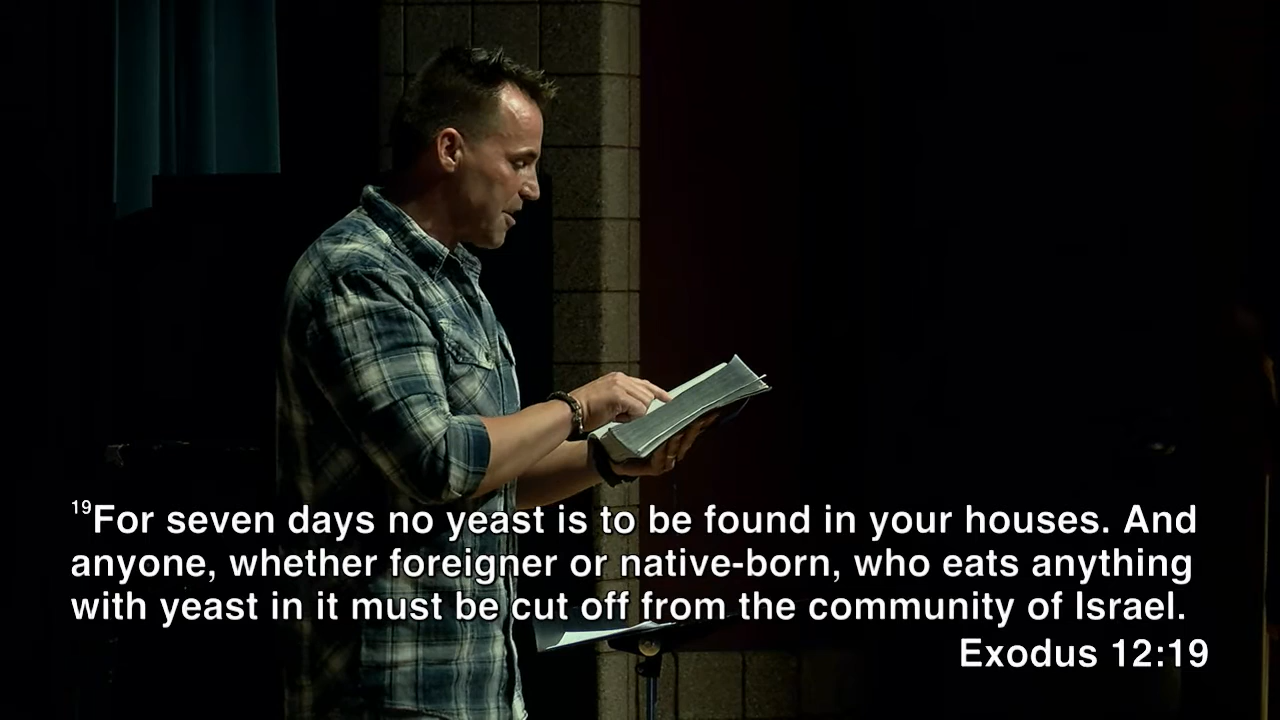 19For seven days no yeast is to be found in your houses. And
anyone, whether foreigner or native-born, who eats anything
with yeast in it must be cut off from the community of Israel.
Exodus 12:19